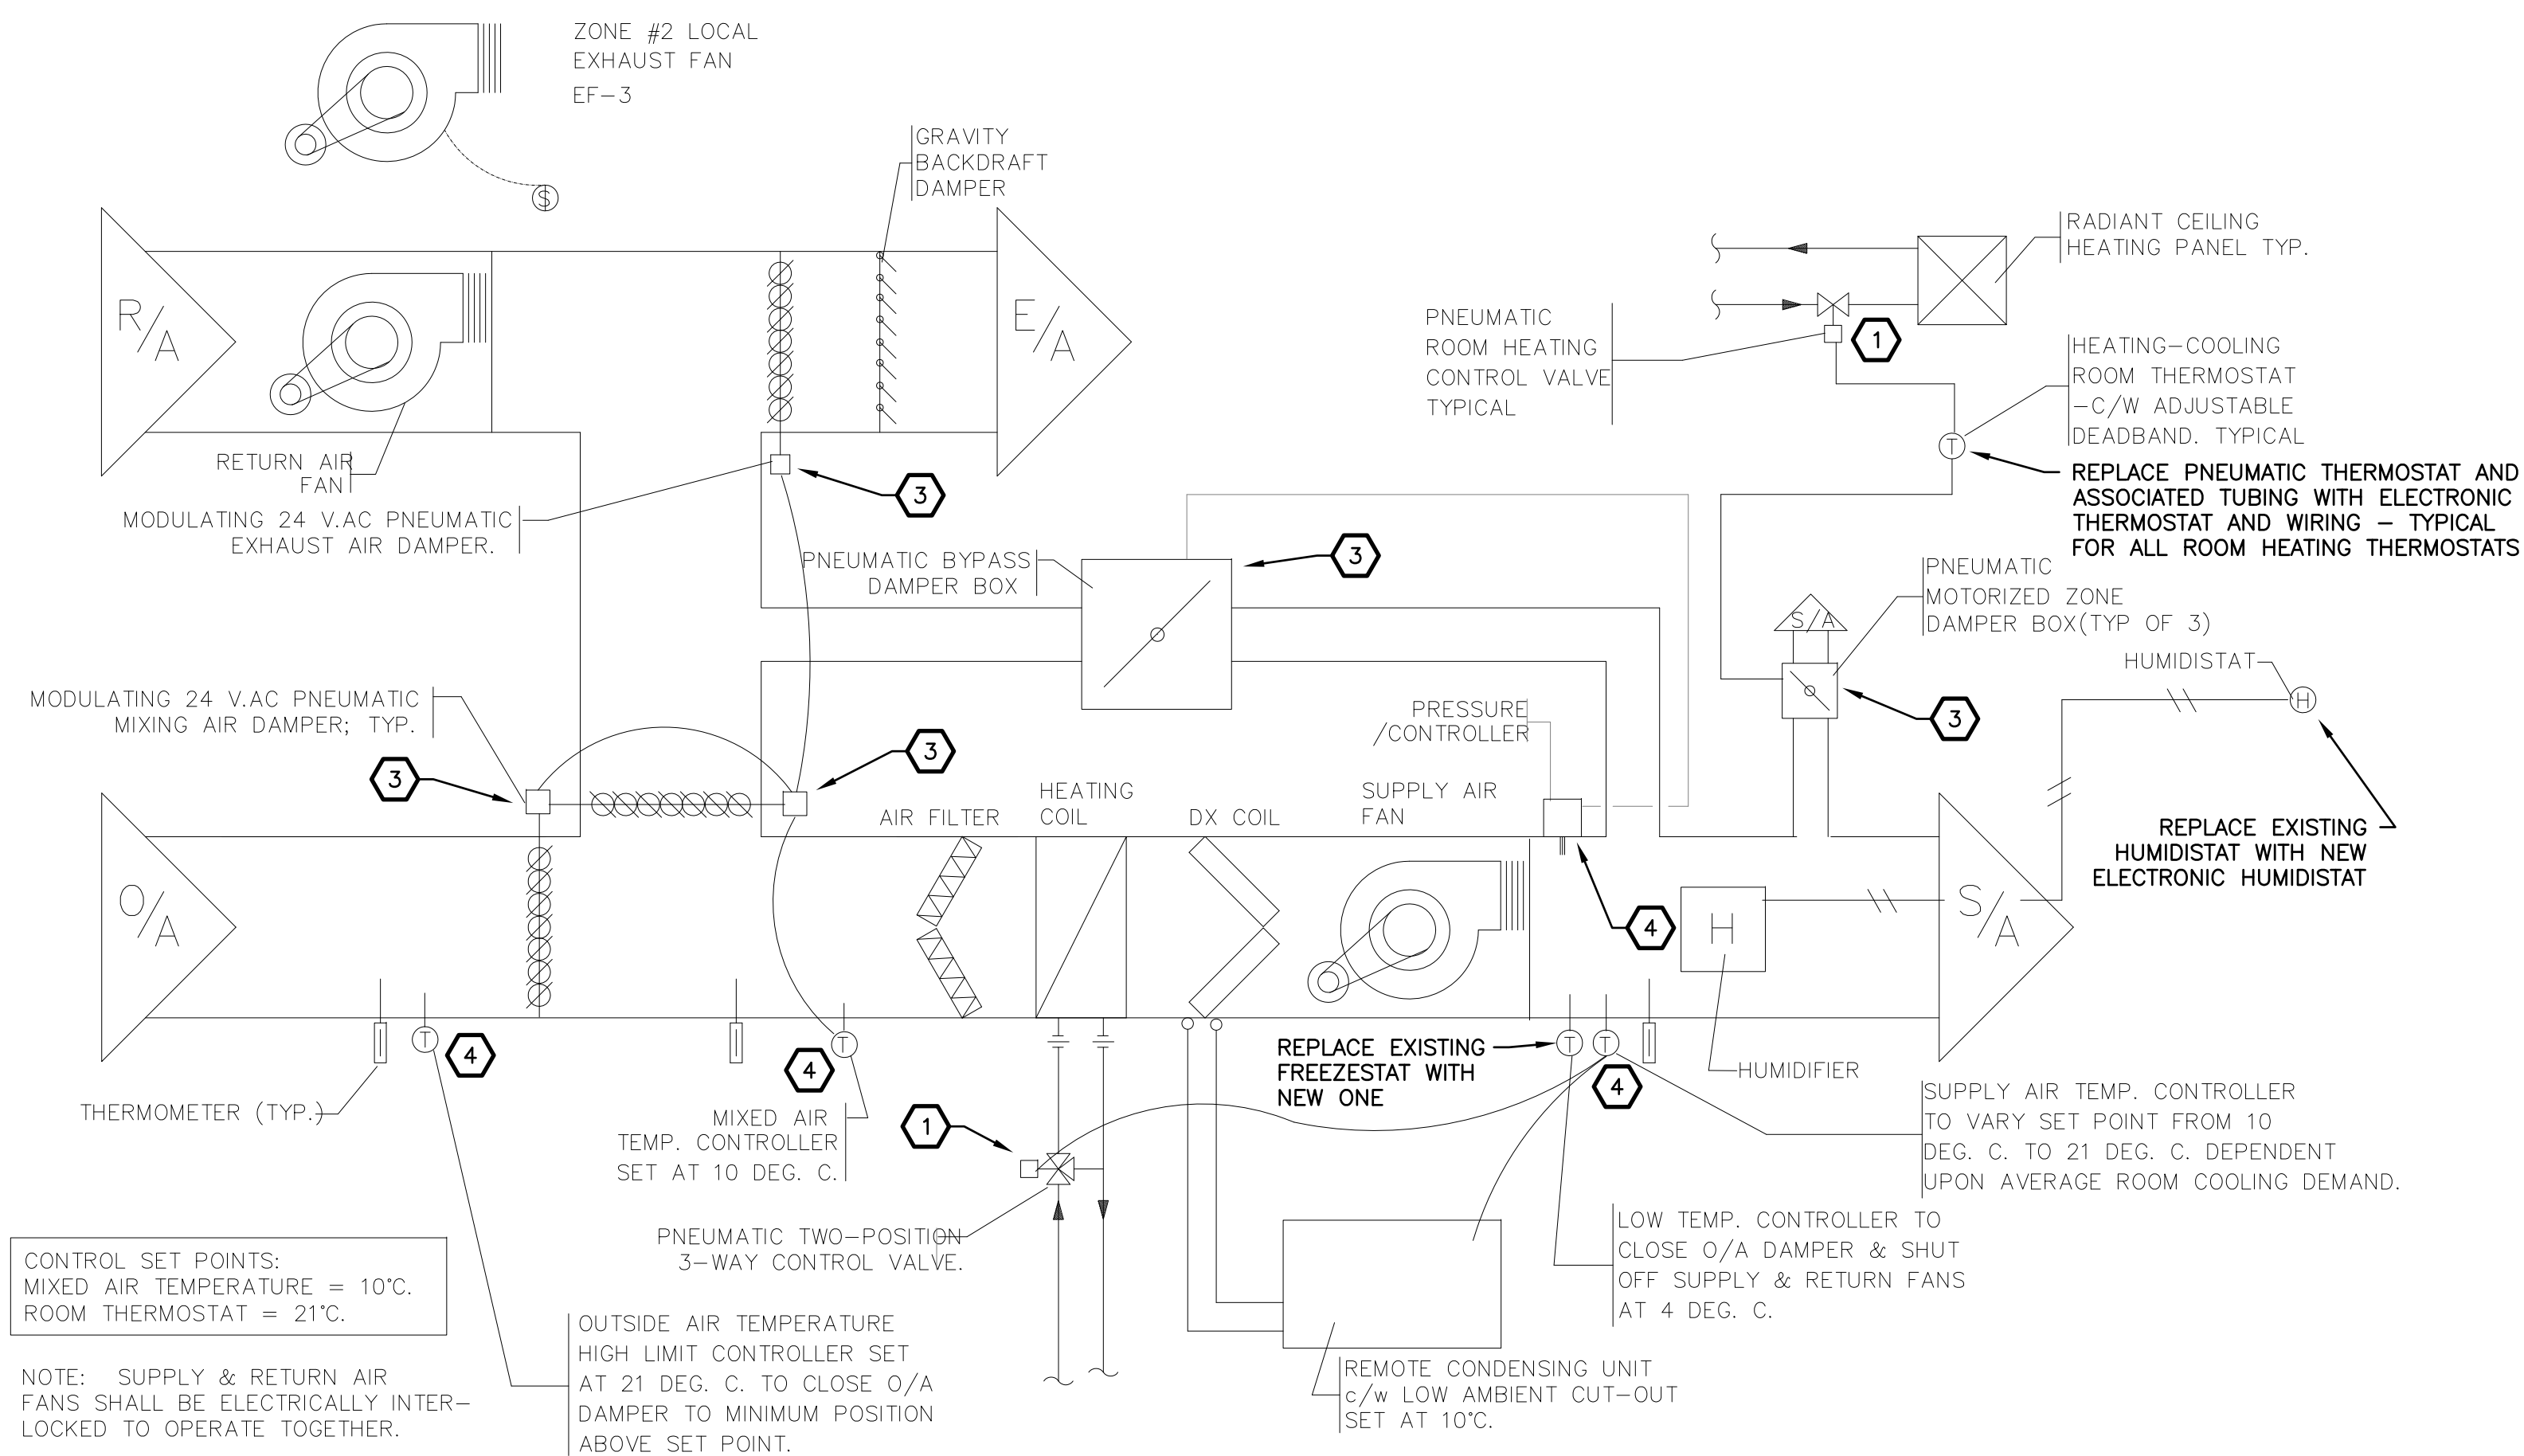 ZONE #2 LOCAL
EXHAUST FAN
EF-3
$
GRAVITY
BACKDRAFT
DAMPER
R/A
E/A
RETURN AIR
FAN
MODULATING 24 V.AC PNEUMATIC
EXHAUST AIR DAMPER.
3
RADIANT CEILING
HEATING PANEL TYP.
PNEUMATIC
ROOM HEATING
CONTROL VALVE
TYPICAL
1
HEATING-COOLING
ROOM THERMOSTAT
-C/W ADJUSTABLE
DEADBAND. TYPICAL
T
REPLACE PNEUMATIC THERMOSTAT AND
ASSOCIATED TUBING WITH ELECTRONIC
THERMOSTAT AND WIRING - TYPICAL
FOR ALL ROOM HEATING THERMOSTATS
PNEUMATIC BYPASS
DAMPER BOX
3
PNEUMATIC
MOTORIZED ZONE
DAMPER BOX(TYP OF 3)
S/A
3
HUMIDISTAT
H
REPLACE EXISTING
HUMIDISTAT WITH NEW
ELECTRONIC HUMIDISTAT
MODULATING 24 V.AC PNEUMATIC
MIXING AIR DAMPER; TYP.
3
3
PRESSURE
/CONTROLLER
AIR FILTER
HEATING
COIL
DX COIL
SUPPLY AIR
FAN
4
H
S/A
O/A
T
4
T
4
THERMOMETER (TYP.)
MIXED AIR
TEMP. CONTROLLER
SET AT 10 DEG. C.
1
REPLACE EXISTING
FREEZESTAT WITH
NEW ONE
T
T
4
HUMIDIFIER
SUPPLY AIR TEMP. CONTROLLER
TO VARY SET POINT FROM 10
DEG. C. TO 21 DEG. C. DEPENDENT
UPON AVERAGE ROOM COOLING DEMAND.
PNEUMATIC TWO-POSITION
3-WAY CONTROL VALVE.
LOW TEMP. CONTROLLER TO
CLOSE O/A DAMPER & SHUT
OFF SUPPLY & RETURN FANS
AT 4 DEG. C.
CONTROL SET POINTS:
MIXED AIR TEMPERATURE = 10°C.
ROOM THERMOSTAT = 21°C.
OUTSIDE AIR TEMPERATURE
HIGH LIMIT CONTROLLER SET
AT 21 DEG. C. TO CLOSE O/A
DAMPER TO MINIMUM POSITION
ABOVE SET POINT.
REMOTE CONDENSING UNIT
c/w LOW AMBIENT CUT-OUT
SET AT 10°C.
NOTE: SUPPLY & RETURN AIR
FANS SHALL BE ELECTRICALLY INTER-
LOCKED TO OPERATE TOGETHER.